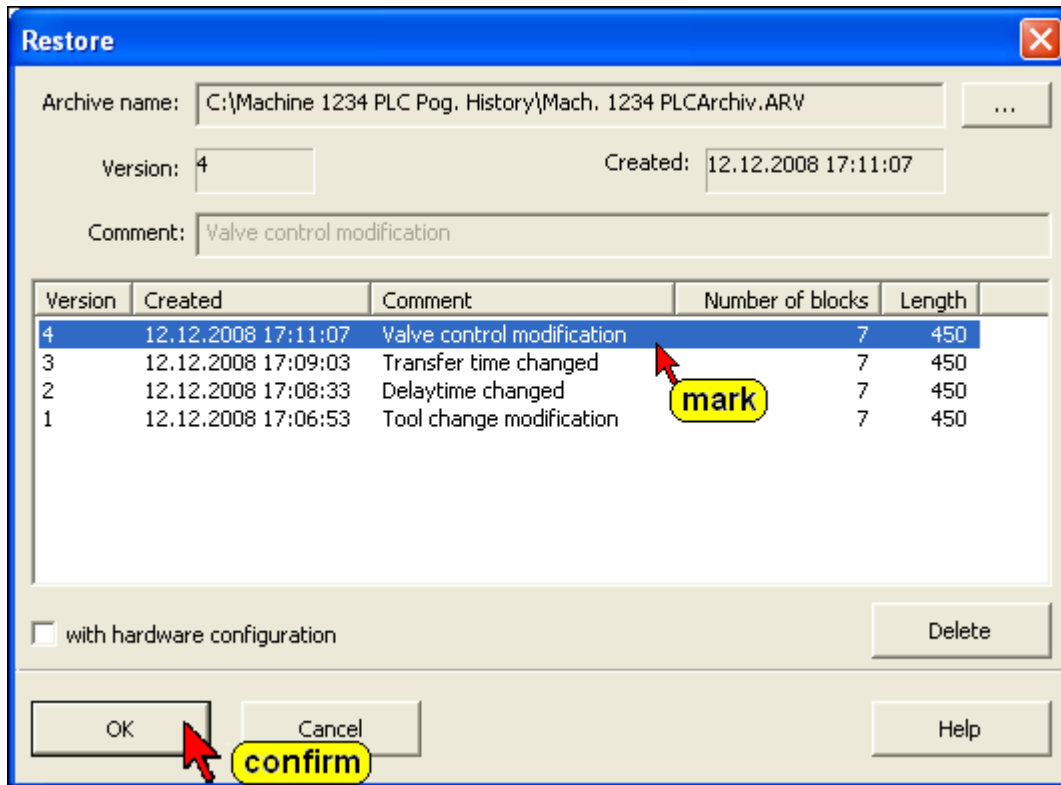 Restore
Archive name: C:\Machine 1234 PLC Pog. History\Mach. 1234 PLCArchiv.ARV ...
Version: 4 Created: 12.12.2008 17:11:07
Comment: Valve control modification
Version Created Comment Number of blocks Length
4 12.12.2008 17:11:07 Valve control modification 7 450
3 12.12.2008 17:09:03 Transfer time changed 7 450
2 12.12.2008 17:08:33 Delaytime changed 7 450
mark
1 12.12.2008 17:06:53 Tool change modification 7 450
with hardware configuration Delete
OK Cancel Help
confirm